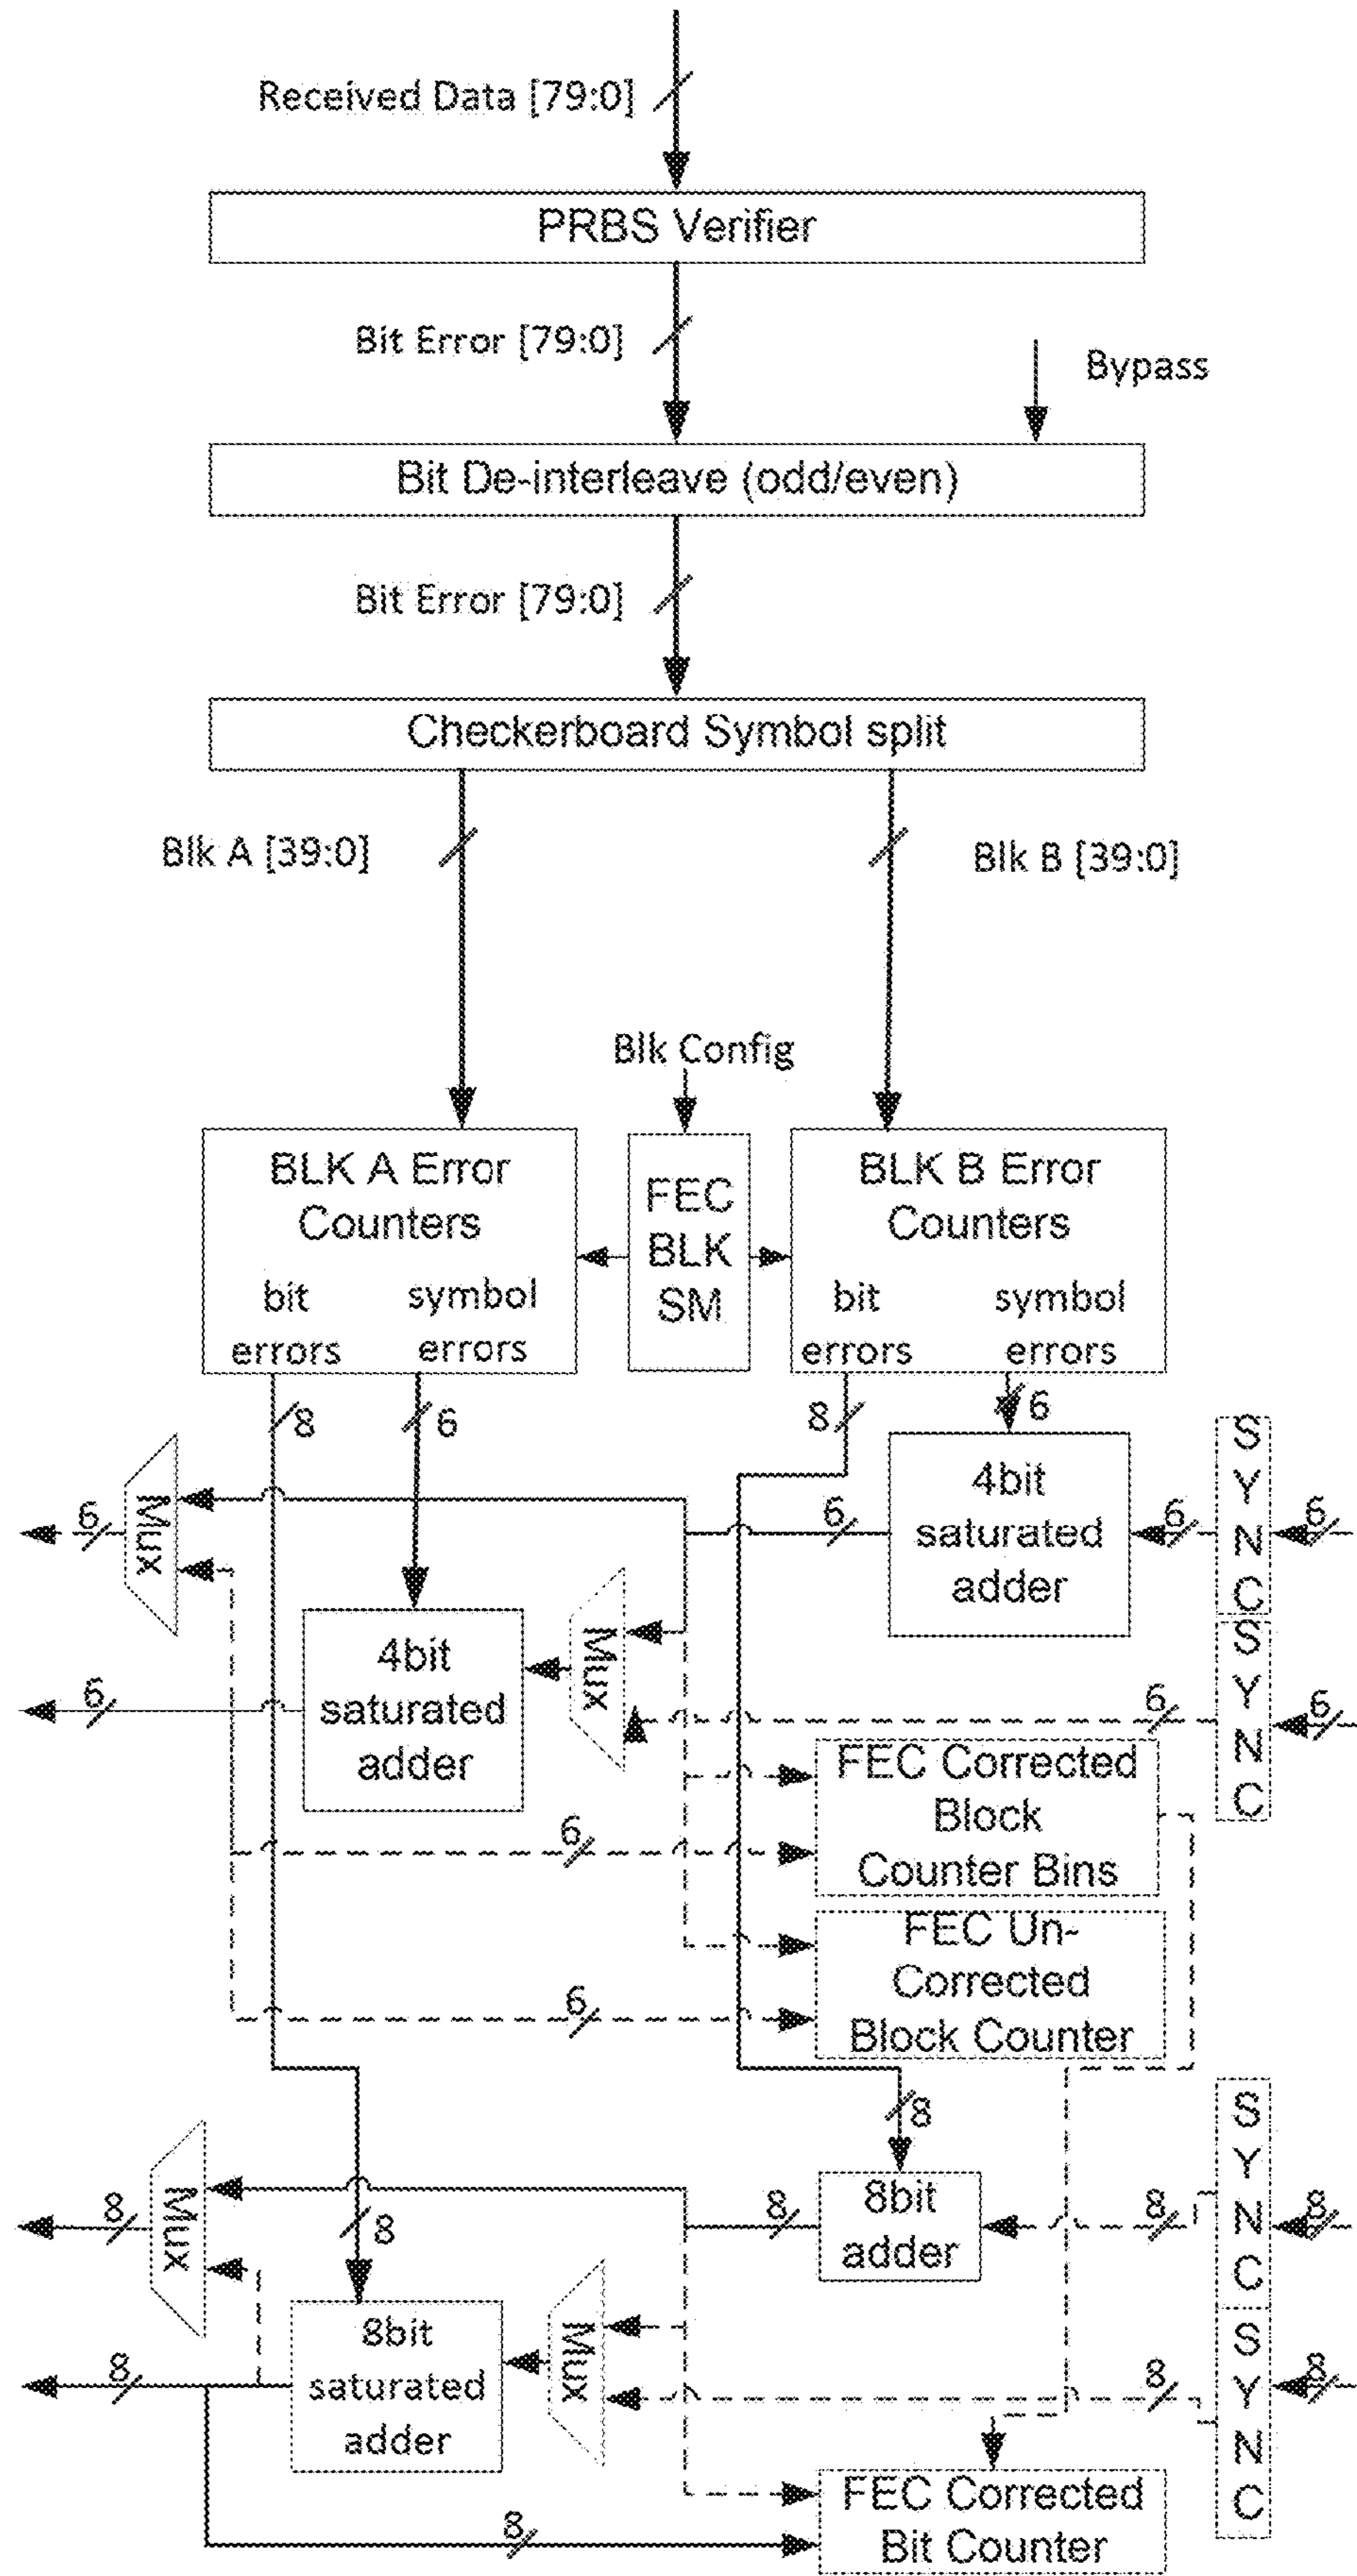 Received Data [79:0]
PRBS Verifier
Bit Error [79:0]
Bypass
Bit De-interleave (odd/even)
Bit Error [79:0]
Checkerboard Symbol split
Blk A [39:0]
Blk B [39:0]
Blk Config
BLK A Error
Counters
bit
errors
symbol
errors
FEC
BLK
SM
BLK B Error
Counters
bit
errors
symbol
errors
8
6
8
6
4bit
saturated
adder
SYNC
6
6
6
6
Mux
4bit
saturated
adder
Mux
6
6
SYNC
6
FEC Corrected
Block
Counter Bins
6
FEC Un-
Corrected
Block Counter
6
8
SYNC
8bit
adder
8
8
8
8
Mux
8
8bit
saturated
adder
Mux
8
8
SYNC
8
FEC Corrected
Bit Counter
8